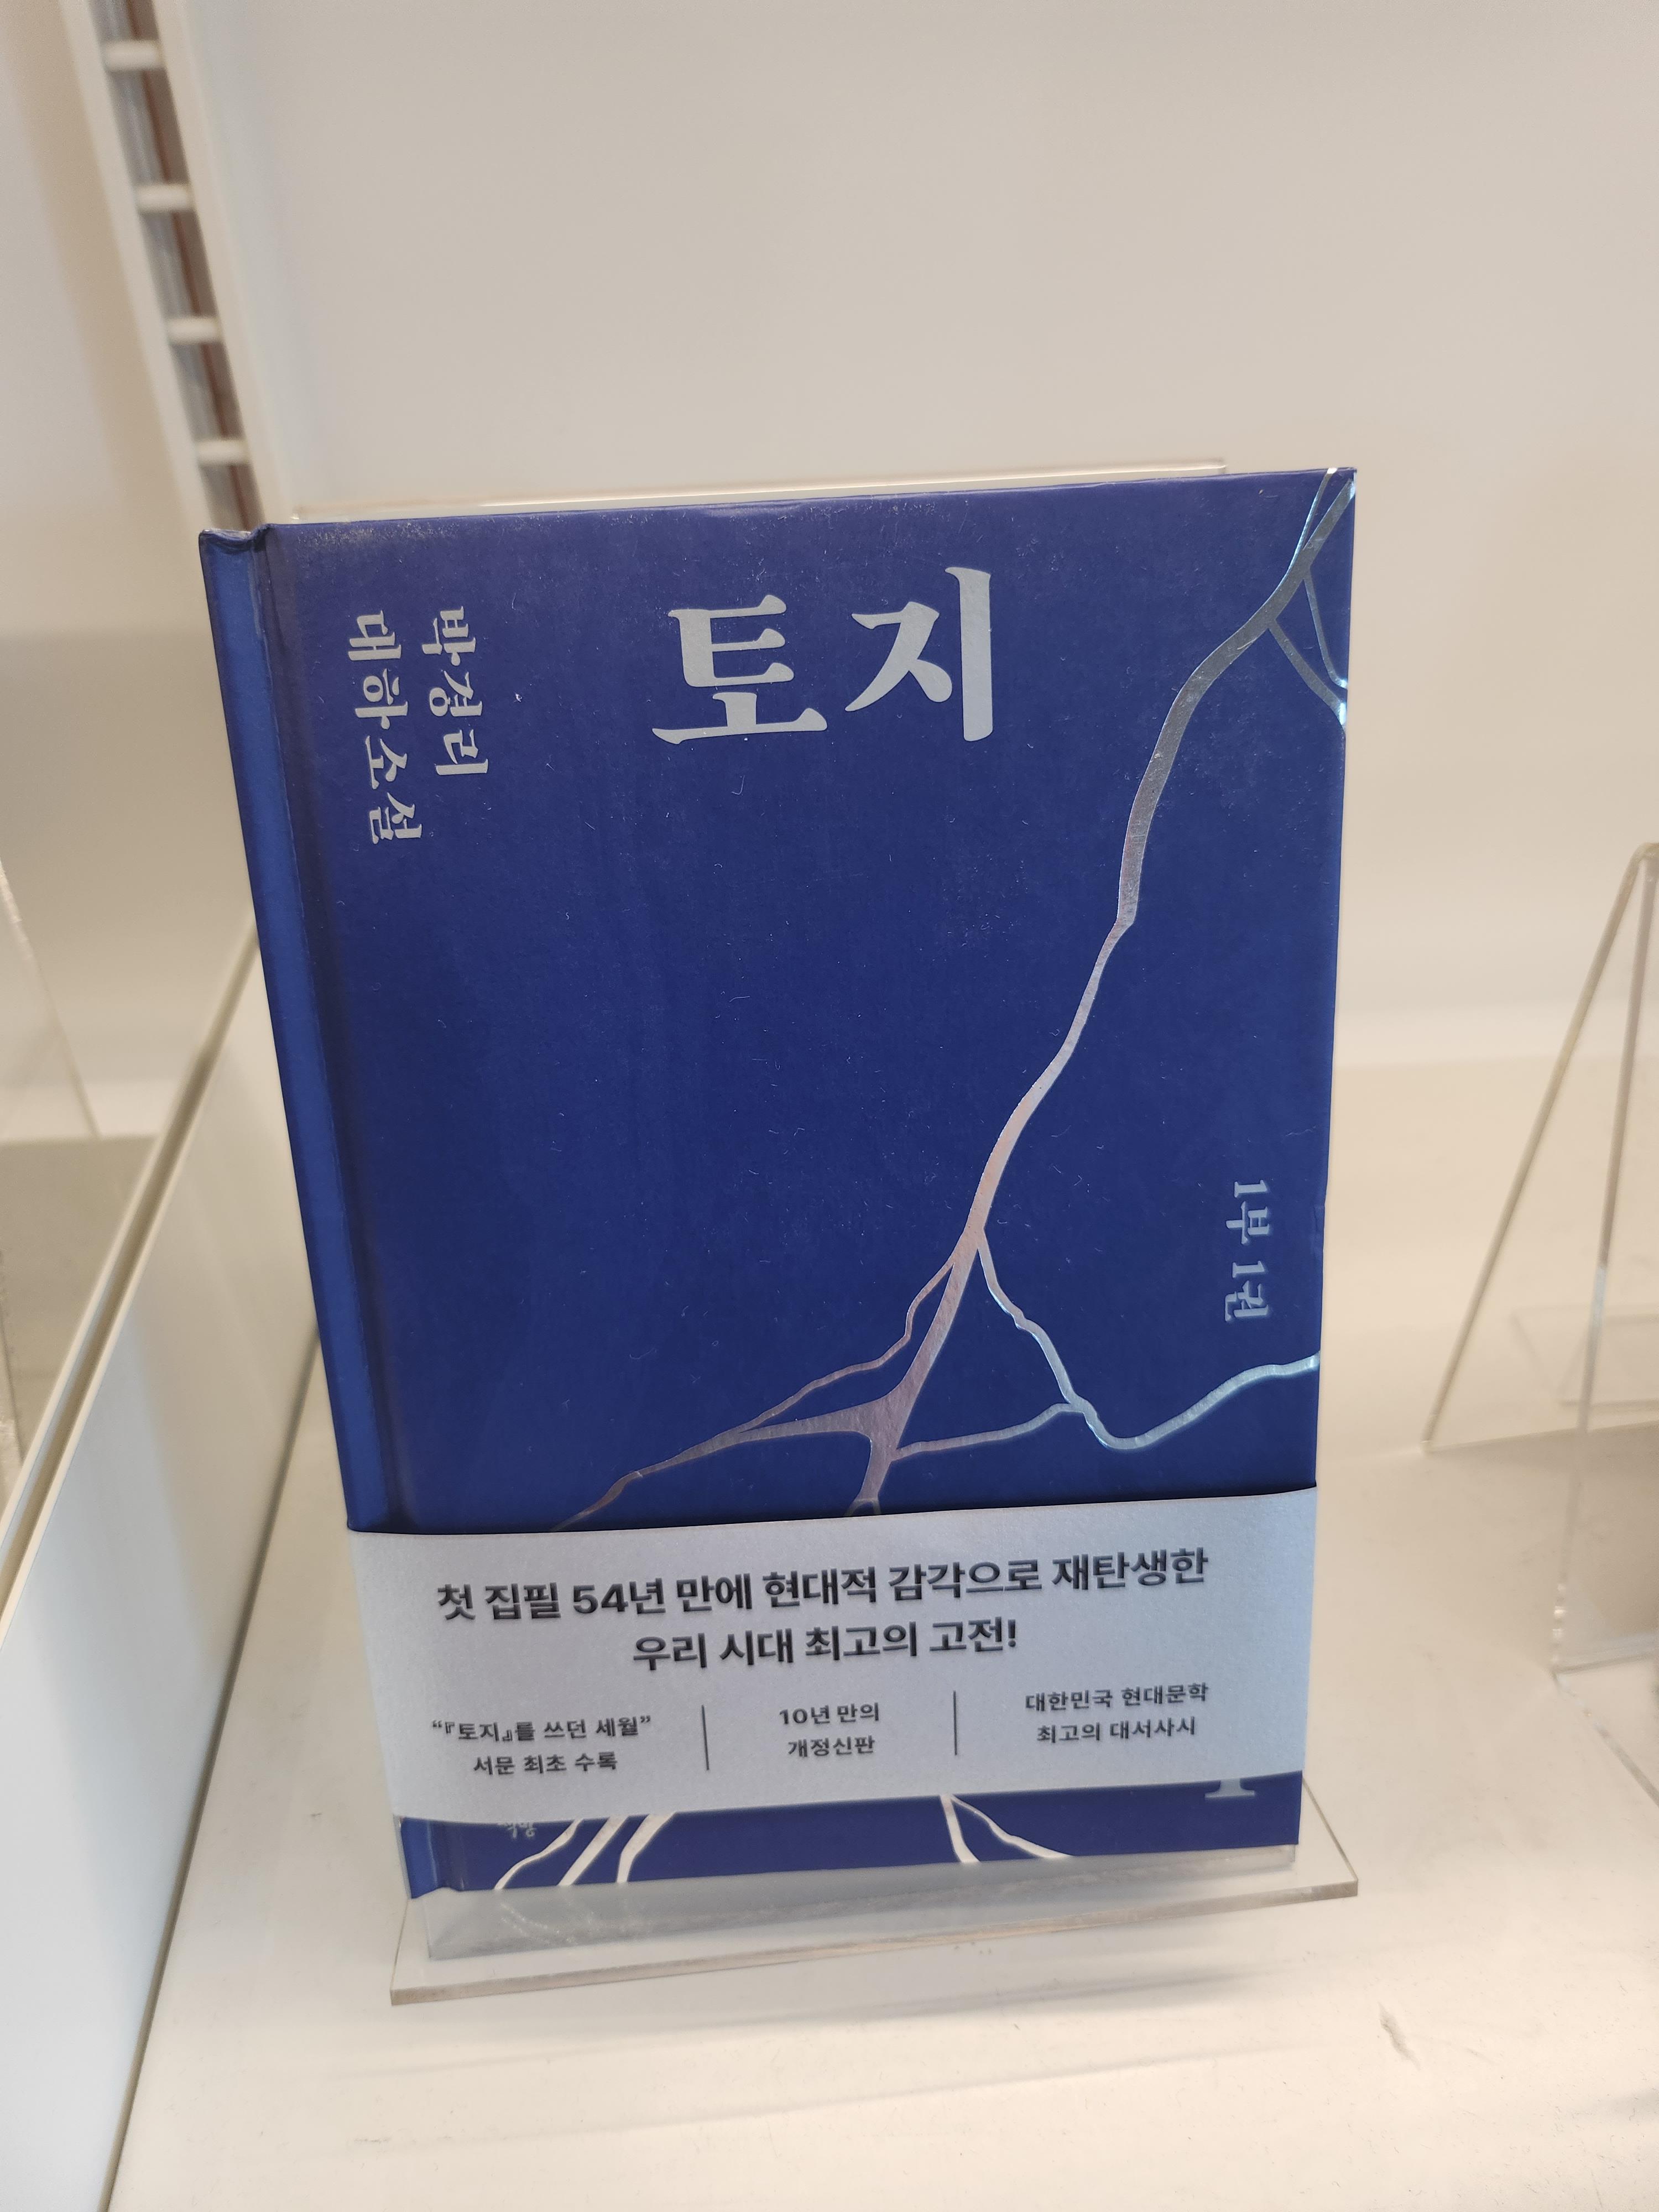 토지
박경리
대하소설
1부 1권
첫 집필 54년 만에 현대적 감각으로 재탄생한
우리 시대 최고의 고전!
“『토지』를 쓰던 세월”
서문 최초 수록
10년 만의
개정신판
대한민국 현대문학
최고의 대서사시